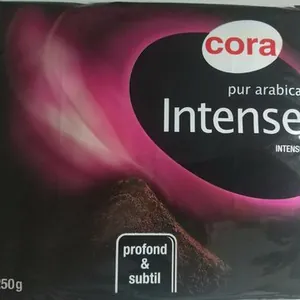 cora
pur arabica
Intense
INTENS
profond
&
subtil
250g